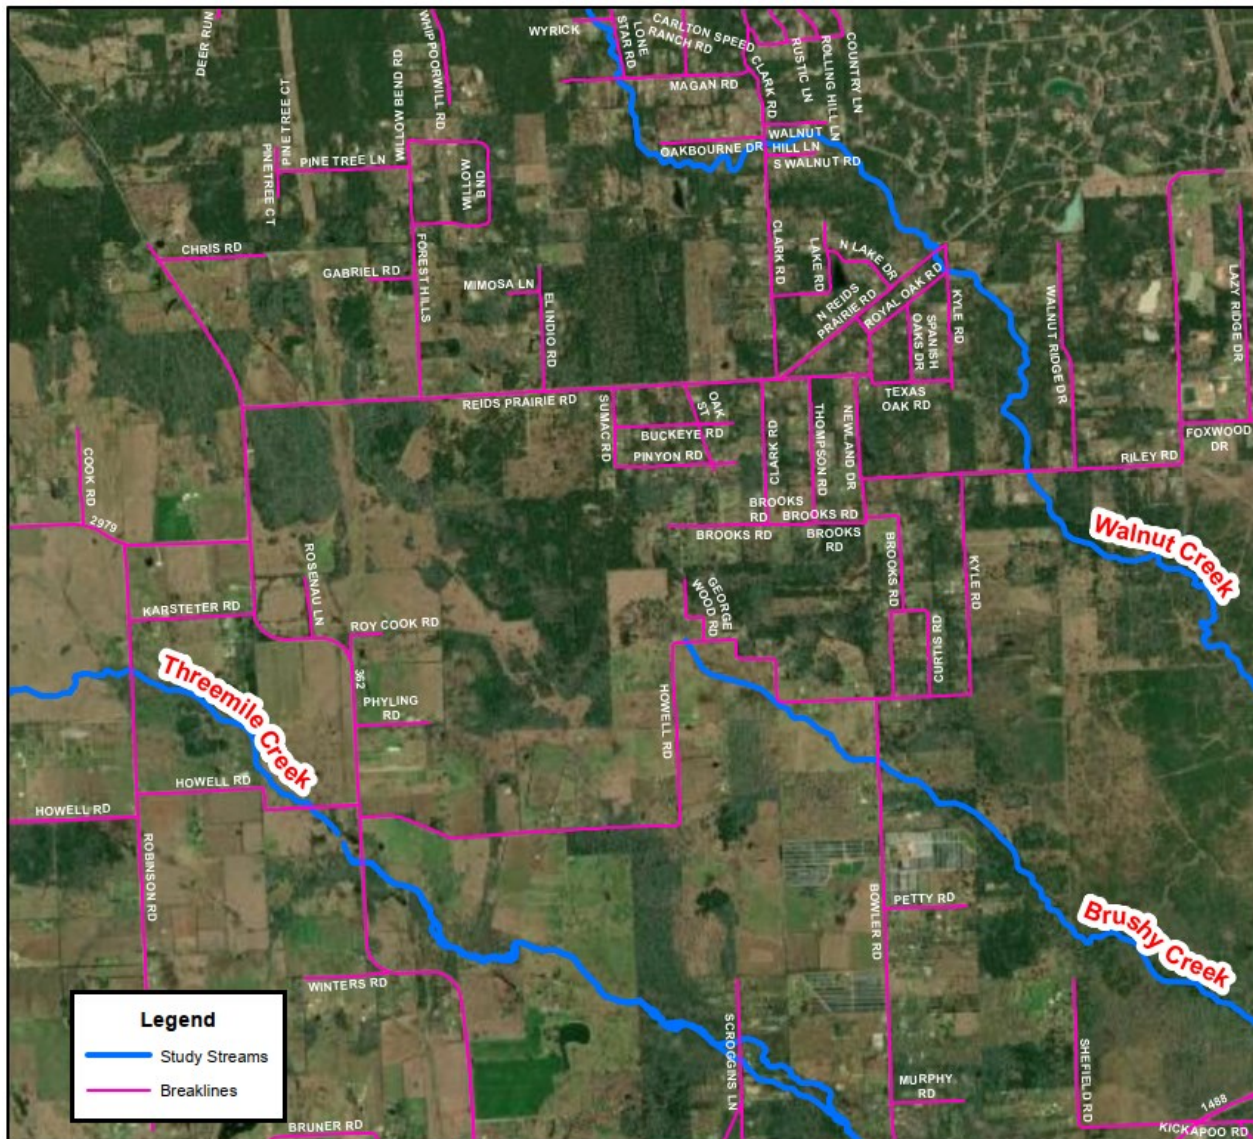 DEER RUN
WHIPPOORWILL RD
WYRICK
LONE
STAR RD
CARLTON SPEED
RANCH RD
CLARK RD
RUSTIC LN
ROLLING HILL LN
COUNTRY LN
MAGAN RD
PINETREE CT
WILLOW BEND RD
PINE TREE LN
PINETREE CT
WILLOW
BND
OAKBOURNE DR
WALNUT
HILL LN
S WALNUT RD
CHRIS RD
GABRIEL RD
FOREST HILLS
MIMOSA LN
EL INDIO RD
CLARK RD
LAKE RD
N LAKE DR
N REIDS
PRAIRIE RD
ROYAL OAK RD
KYLE RD
SPANISH
OAKS DR
WALNUT RIDGE DR
LAZY RIDGE DR
REIDS PRAIRIE RD
SUMAC RD
OAK
ST
BUCKEYE RD
PINYON RD
CLARK RD
THOMPSON RD
NEWLAND DR
TEXAS
OAK RD
FOXWOOD
DR
RILEY RD
COOK RD
2979
BROOKS
RD
BROOKS RD
BROOKS RD
BROOKS
RD
BROOKS RD
KYLE RD
Walnut Creek
KARSTETER RD
ROSENAU LN
ROY COOK RD
GEORGE
WOOD RD
CURTIS RD
Threemile Creek
362
PHYLING
RD
HOWELL RD
HOWELL RD
HOWELL RD
ROBINSON RD
BOWLER RD
PETTY RD
Brushy Creek
WINTERS RD
SCROGGINS LN
MURPHY
RD
SHEFIELD RD
1488
KICKAPOO RD
BRUNER RD
Legend
Study Streams
Breaklines